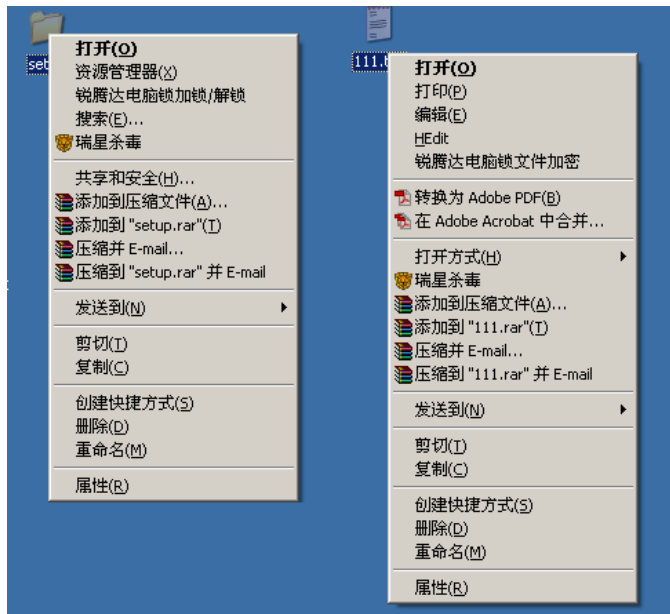 set
打开(O)
资源管理器(X)
锐腾达电脑锁加锁/解锁
搜索(E)...
瑞星杀毒
共享和安全(H)...
添加到压缩文件(A)...
添加到 "setup.rar"(T)
压缩并 E-mail...
压缩到 "setup.rar" 并 E-mail
发送到(N)
剪切(T)
复制(C)
创建快捷方式(S)
删除(D)
重命名(M)
属性(R)
111.t
打开(O)
打印(P)
编辑(E)
HEdit
锐腾达电脑锁文件加密
转换为 Adobe PDF(B)
在 Adobe Acrobat 中合并...
打开方式(H)
瑞星杀毒
添加到压缩文件(A)...
添加到 "111.rar"(T)
压缩并 E-mail...
压缩到 "111.rar" 并 E-mail
发送到(N)
剪切(T)
复制(C)
创建快捷方式(S)
删除(D)
重命名(M)
属性(R)